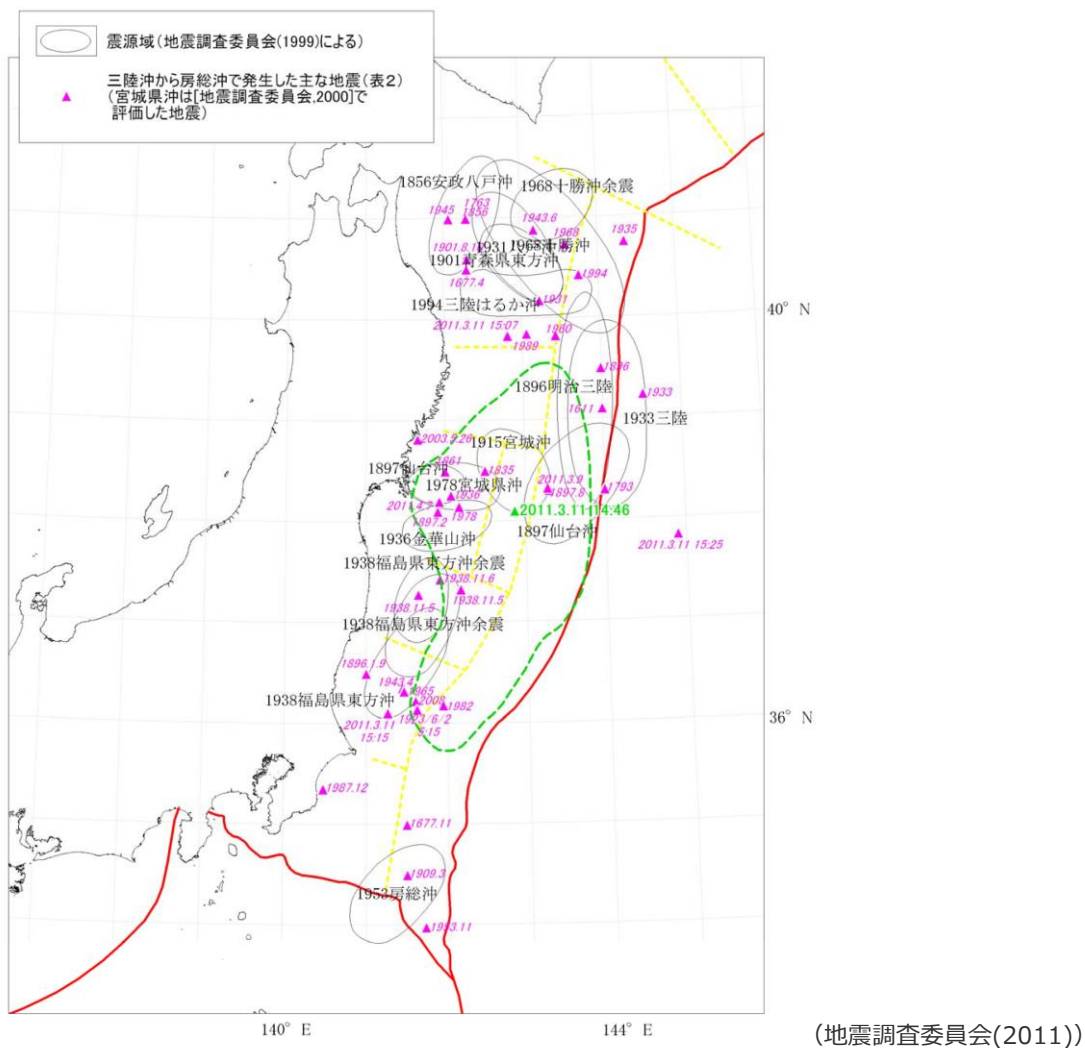 震源域(地震調査委員会(1999)による)
三陸沖から房総沖で発生した主な地震(表2)
(宮城県沖は[地震調査委員会,2000]で
評価した地震)
1856安政八戸沖
1968十勝沖余震
1763
1945
1856
1943.6
1968
1935
1968十勝沖
1901青森県東方沖
1677.4
1994
1931
1994三陸はるか沖
40° N
2011.3.11 15:07
1989
1960
1896
1896明治三陸
1933
1611
1933三陸
1915宮城沖
1861
1897仙台沖
1835
1978宮城県沖
2011.3.9
1897.8
1793
1936
2011.3.11 14:46
1978
1897.2
1897仙台沖
1936金華山沖
2011.3.11 15:25
1938福島県東方沖余震
1938.11.6
1938.11.5
1938.11.5
1938福島県東方沖余震
1896.1.9
1943.4
1965
1938福島県東方沖
2008
1982
36° N
2011.3.11
15:15
1923/6/2
5:15
1987.12
1677.11
1909.3
1953房総沖
1953.11
140° E
144° E
(地震調査委員会(2011))